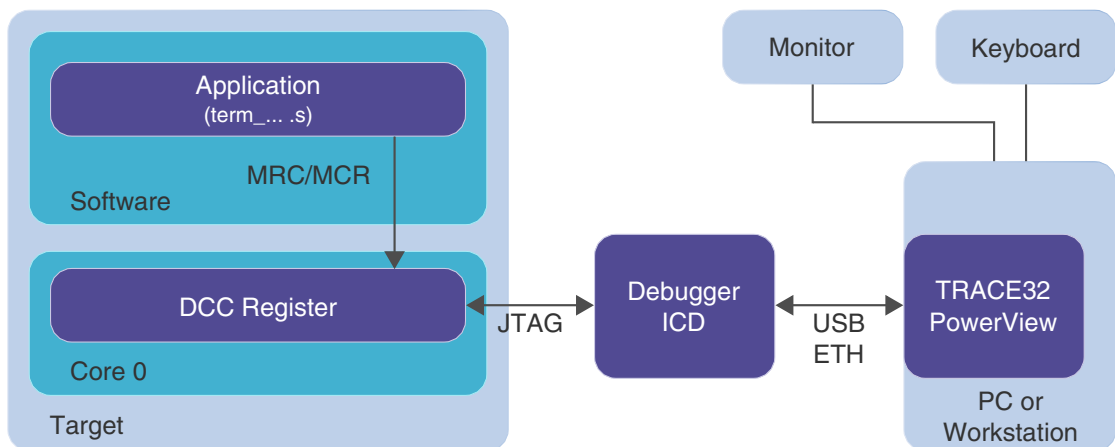 Application
(term_... .s)
MRC/MCR
Software
DCC Register
Core 0
Target
JTAG
Debugger
ICD
USB
ETH
Monitor
Keyboard
TRACE32
PowerView
PC or
Workstation